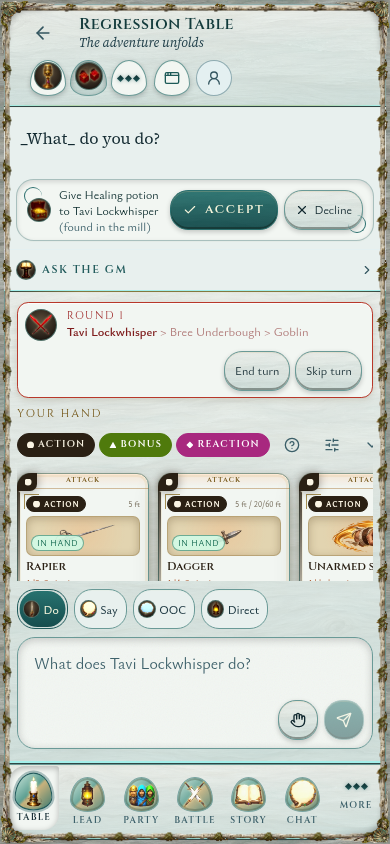 Regression Table
The adventure unfolds
_What_ do you do?
Give Healing potion
to Tavi Lockwhisper
(found in the mill)
ACCEPT
Decline
ASK THE GM
ROUND 1
Tavi Lockwhisper > Bree Underbough > Goblin
End turn
Skip turn
YOUR HAND
ACTION
BONUS
REACTION
ATTACK
ATTACK
ATTACK
ACTION 5 ft
ACTION 5 ft / 20/60 ft
ACTION
IN HAND
IN HAND
Rapier
Dagger
Unarmed S
Do
Say
OOC
Direct
What does Tavi Lockwhisper do?
TABLE
LEAD
PARTY
BATTLE
STORY
CHAT
MORE